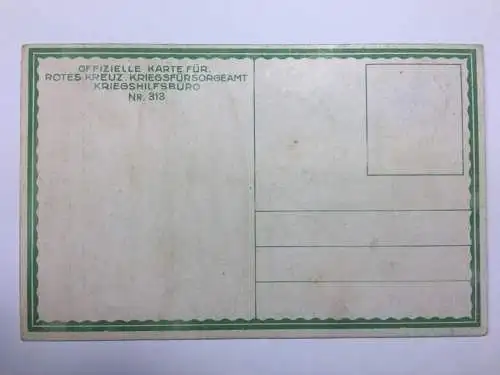 OFFIZIELLE KARTE FÜR:
ROTES KREUZ. KRIEGSFÜRSORGEAMT
KRIEGSHILFSBÜRO
NR. 313